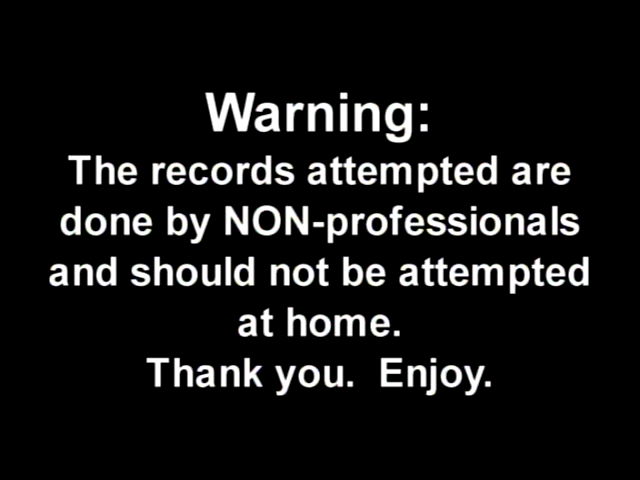 Warning:
The records attempted are
done by NON-professionals
and should not be attempted
at home.
Thank you.  Enjoy.